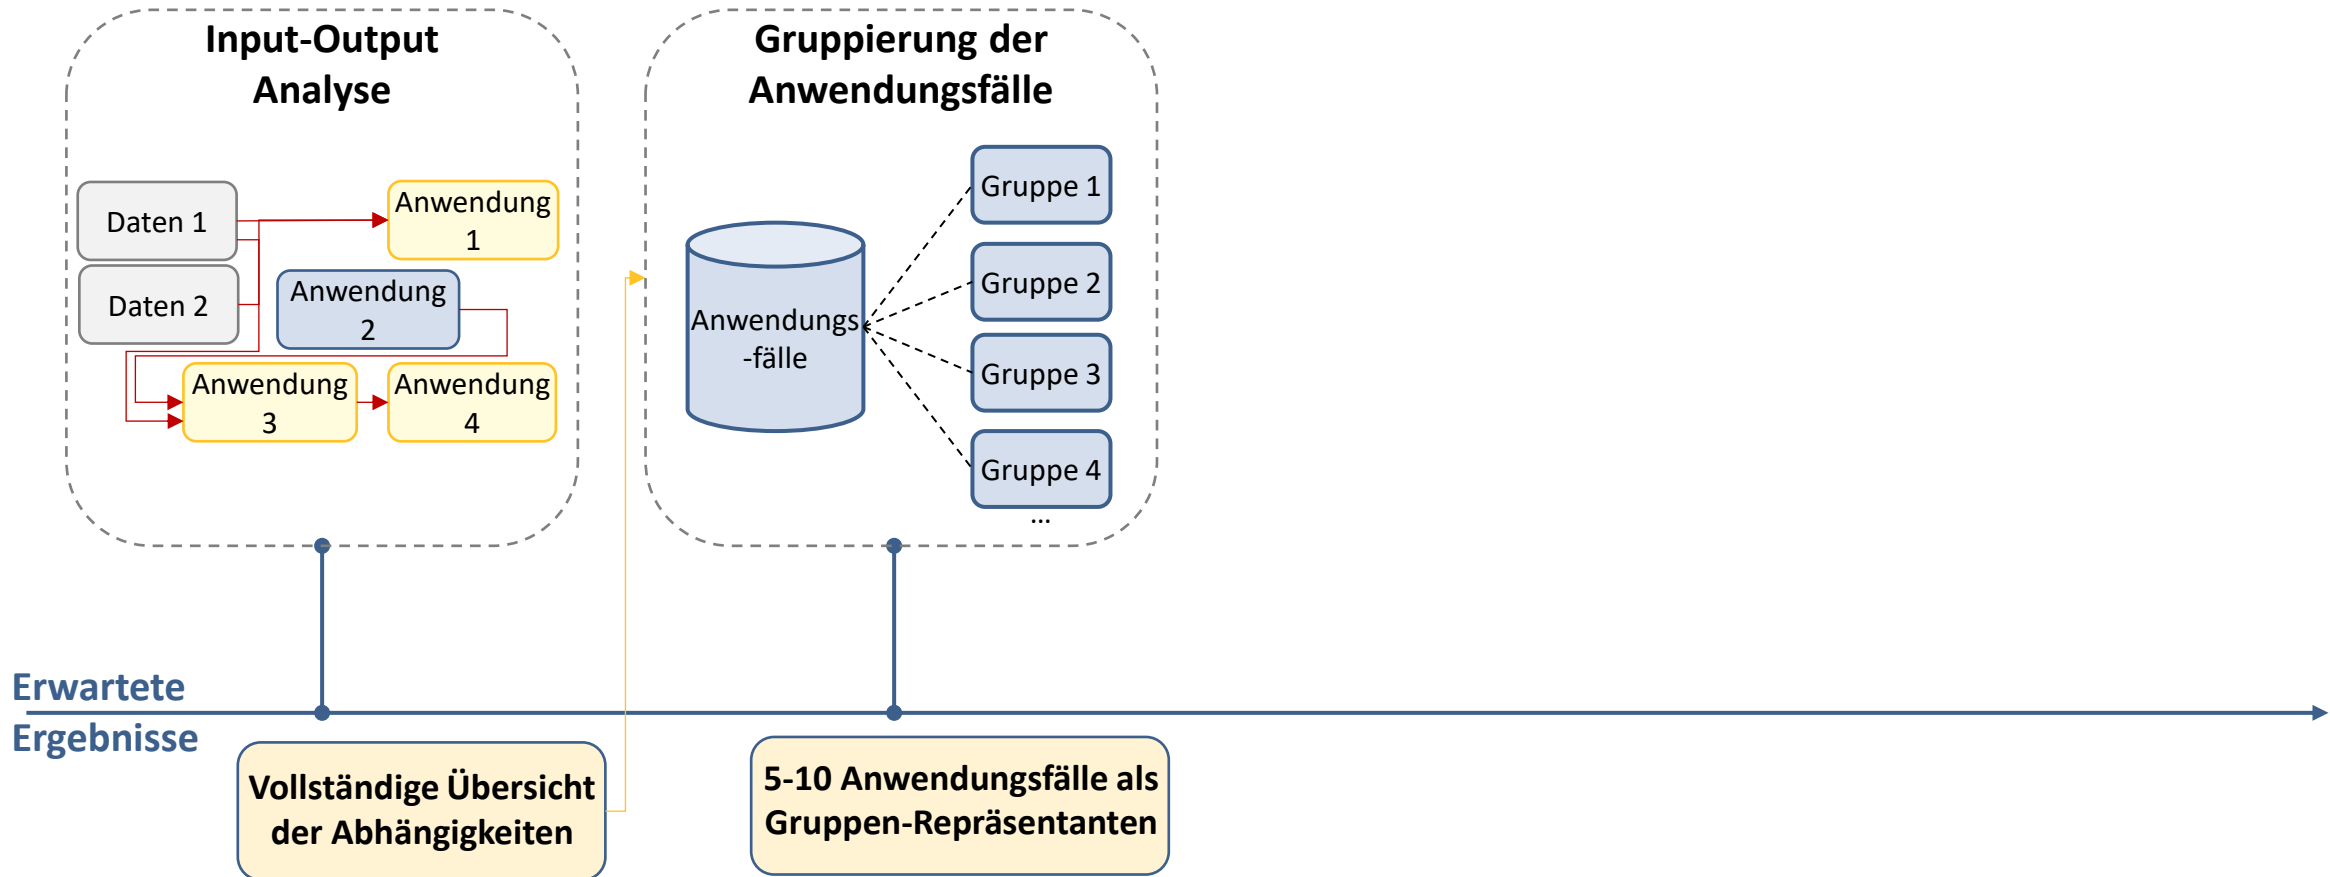 Input-Output
Analyse
Daten 1
Daten 2
Anwendung
1
Anwendung
2
Anwendung
3
Anwendung
4
Gruppierung der
Anwendungsfälle
Anwendungs
-fälle
Gruppe 1
Gruppe 2
Gruppe 3
Gruppe 4
...
Erwartete
Ergebnisse
Vollständige Übersicht
der Abhängigkeiten
5-10 Anwendungsfälle als
Gruppen-Repräsentanten